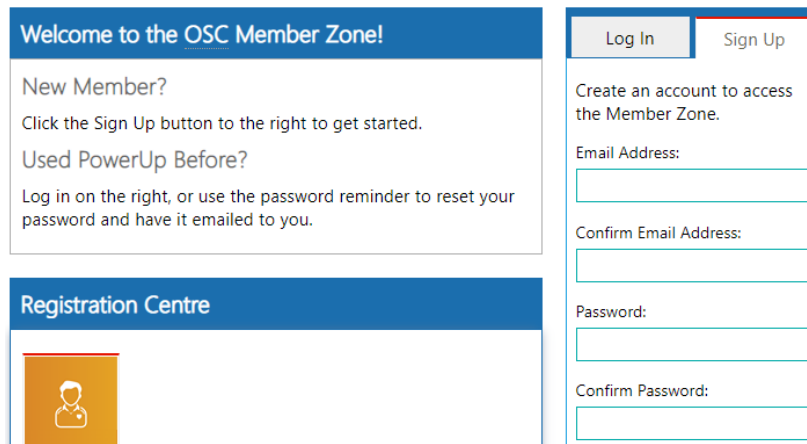 Welcome to the OSC Member Zone!
New Member?
Click the Sign Up button to the right to get started.
Used PowerUp Before?
Log in on the right, or use the password reminder to reset your
password and have it emailed to you.
Registration Centre
Log In
Sign Up
Create an account to access
the Member Zone.
Email Address:
Confirm Email Address:
Password:
Confirm Password: